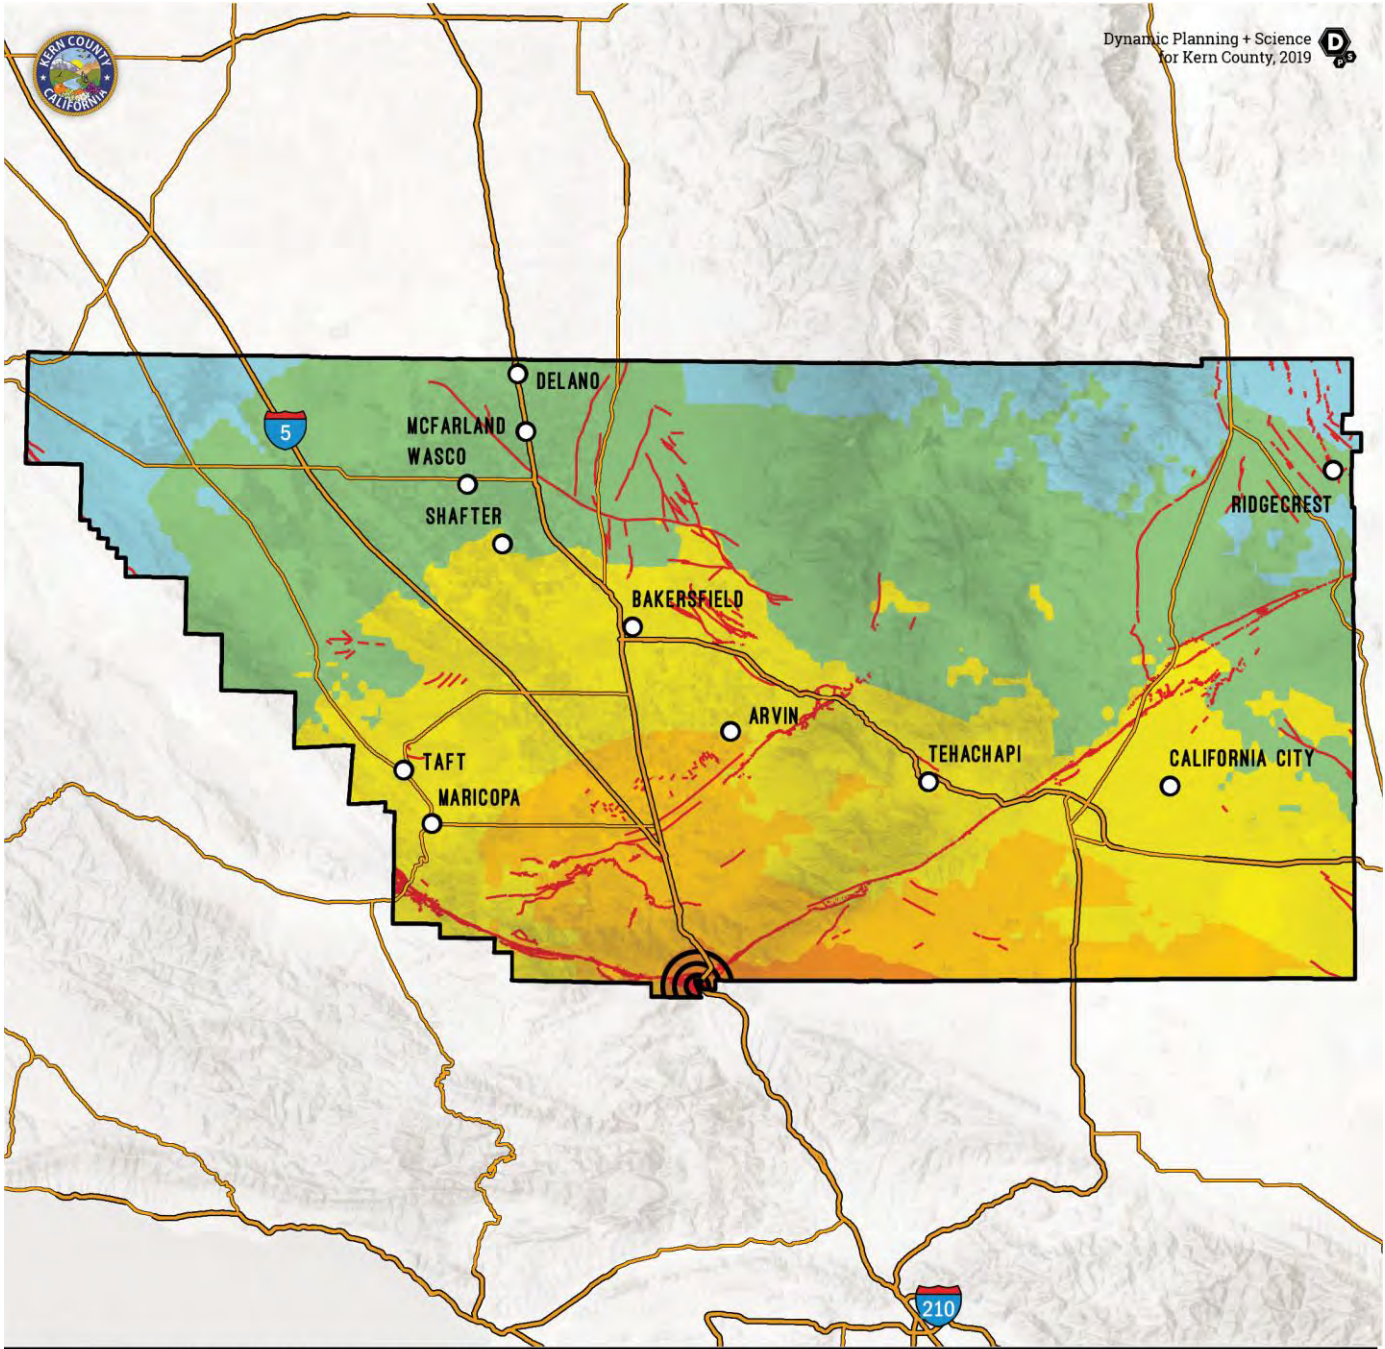 KERN COUNTY
CALIFORNIA
Dynamic Planning + Science
for Kern County, 2019
D
P
S
DELANO
5
MCFARLAND
WASCO
SHAFTER
RIDGECREST
BAKERSFIELD
ARVIN
TEHACHAPI
CALIFORNIA CITY
TAFT
MARICOPA
210